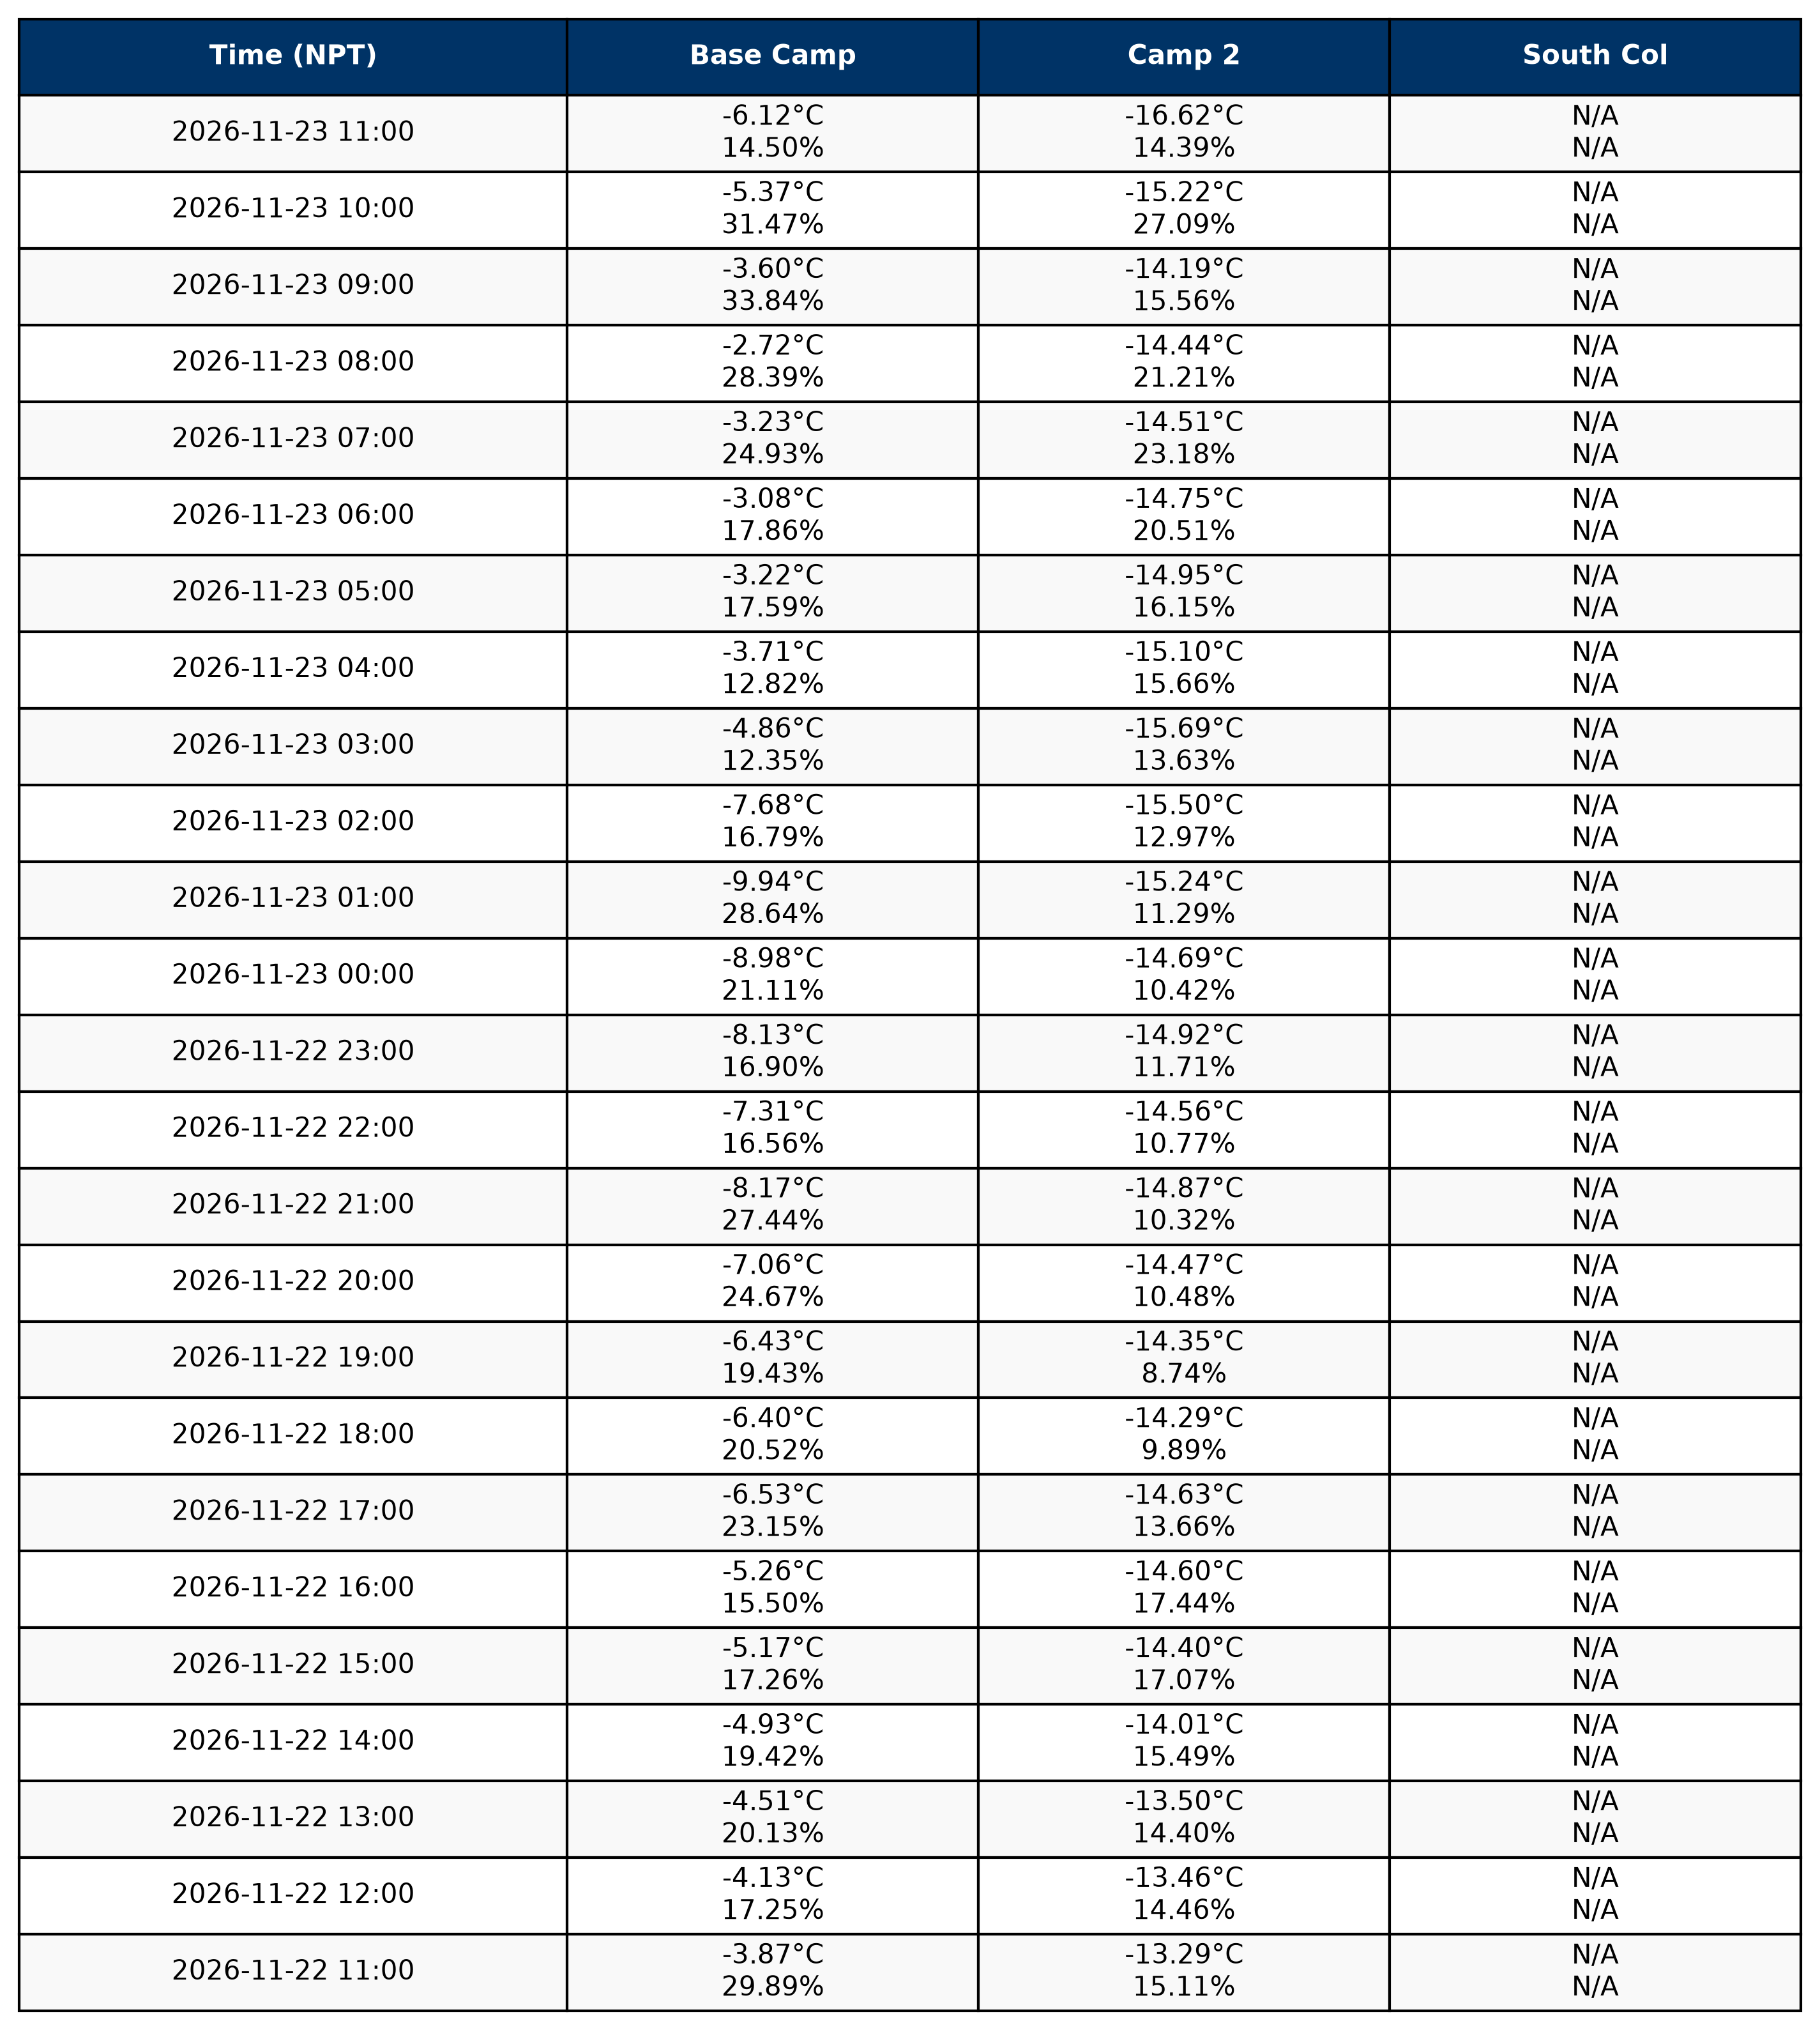 Time (NPT) Base Camp Camp 2 South Col
-6.12°C -16.62°C N/A
2026-11-23 11:00
14.50% 14.39% N/A
-5.37°C -15.22°C N/A
2026-11-23 10:00
31.47% 27.09% N/A
-3.60°C -14.19°C N/A
2026-11-23 09:00
33.84% 15.56% N/A
-2.72°C -14.44°C N/A
2026-11-23 08:00
28.39% 21.21% N/A
-3.23°C -14.51°C N/A
2026-11-23 07:00
24.93% 23.18% N/A
-3.08°C -14.75°C N/A
2026-11-23 06:00
17.86% 20.51% N/A
-3.22°C -14.95°C N/A
2026-11-23 05:00
17.59% 16.15% N/A
-3.71°C -15.10°C N/A
2026-11-23 04:00
12.82% 15.66% N/A
-4.86°C -15.69°C N/A
2026-11-23 03:00
12.35% 13.63% N/A
-7.68°C -15.50°C N/A
2026-11-23 02:00
16.79% 12.97% N/A
-9.94°C -15.24°C N/A
2026-11-23 01:00
28.64% 11.29% N/A
-8.98°C -14.69°C N/A
2026-11-23 00:00
21.11% 10.42% N/A
-8.13°C -14.92°C N/A
2026-11-22 23:00
16.90% 11.71% N/A
-7.31°C -14.56°C N/A
2026-11-22 22:00
16.56% 10.77% N/A
-8.17°C -14.87°C N/A
2026-11-22 21:00
27.44% 10.32% N/A
-7.06°C -14.47°C N/A
2026-11-22 20:00
24.67% 10.48% N/A
-6.43°C -14.35°C N/A
2026-11-22 19:00
19.43% 8.74% N/A
-6.40°C -14.29°C N/A
2026-11-22 18:00
20.52% 9.89% N/A
-6.53°C -14.63°C N/A
2026-11-22 17:00
23.15% 13.66% N/A
-5.26°C -14.60°C N/A
2026-11-22 16:00
15.50% 17.44% N/A
-5.17°C -14.40°C N/A
2026-11-22 15:00
17.26% 17.07% N/A
-4.93°C -14.01°C N/A
2026-11-22 14:00
19.42% 15.49% N/A
-4.51°C -13.50°C N/A
2026-11-22 13:00
20.13% 14.40% N/A
-4.13°C -13.46°C N/A
2026-11-22 12:00
17.25% 14.46% N/A
-3.87°C -13.29°C N/A
2026-11-22 11:00
29.89% 15.11% N/A